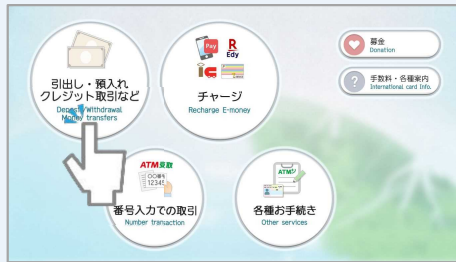 引出し・預入れ
クレジット取引など
Deposit/Withdrawal
Money transfers
Pay
R
Edy
チャージ
Recharge E-money
募金
Donation
?
手数料・各種案内
International card Info.
ATM受取
12345
番号入力での取引
Number transaction
ATM
各種お手続き
Other services